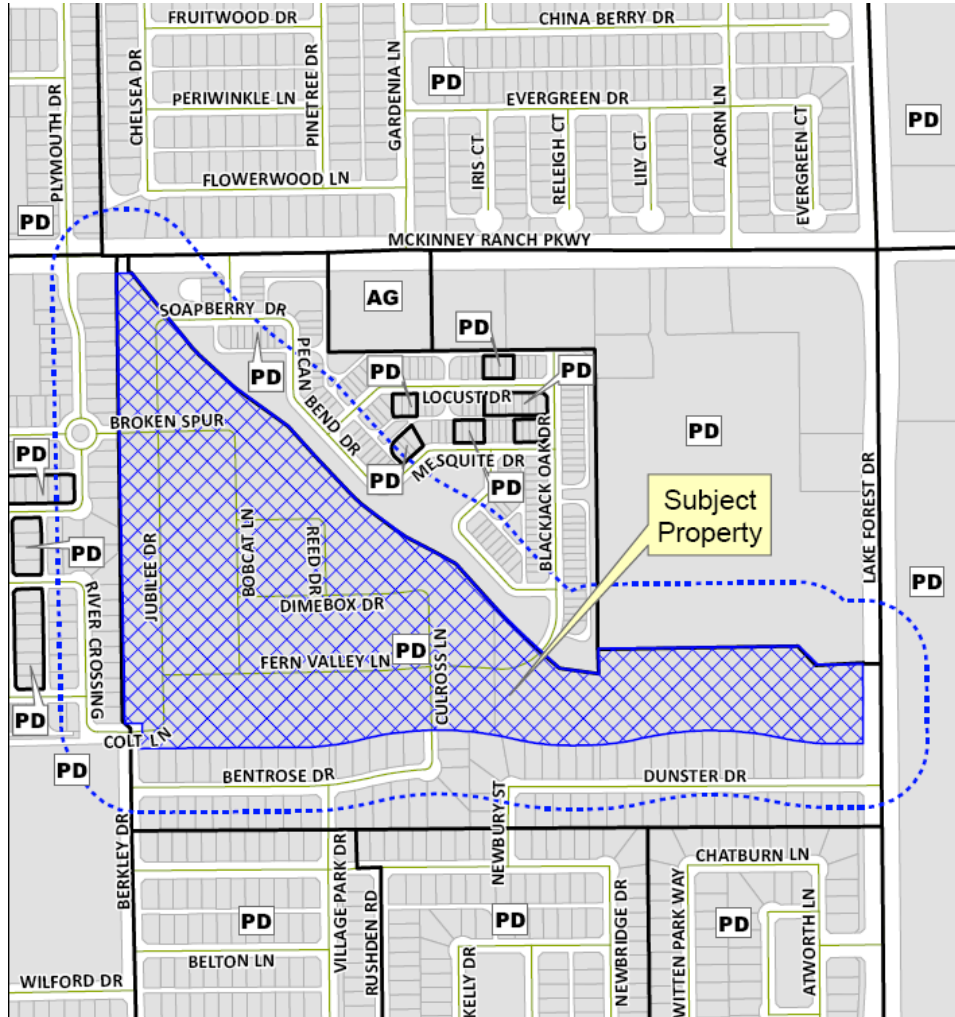 FRUITWOOD DR
CHINA BERRY DR
PLYMOUTH DR
CHELSEA DR
PINETREE DR
GARDENIA LN
PD
PERIWINKLE LN
EVERGREEN DR
ACORN LN
PD
IRIS CT
RELEIGH CT
LILY CT
EVERGREEN CT
FLOWERWOOD LN
PD
MCKINNEY RANCH PKWY
AG
SOAPBERRY DR
PD
PECAN BEND DR
PD
PD
PD
LOCUST DR
BROKEN SPUR
PD
PD
MESQUITE DR
PD
PD
BLACKJACK OAK DR
Subject
Property
LAKE FOREST DR
PD
JUBILEE DR
BOBCAT LN
REED DR
PD
RIVER CROSSING
DIMEBOX DR
PD
FERN VALLEY LN
CULROSS LN
PD
COLT LN
PD
BENTROSE DR
DUNSTER DR
NEWBURY ST
BERKLEY DR
VILLAGE PARK DR
RUSHDEN RD
CHATBURN LN
PD
PD
NEWBRIDGE DR
WITTEN PARK WAY
PD
ATWORTH LN
BELTON LN
KELLY DR
WILFORD DR